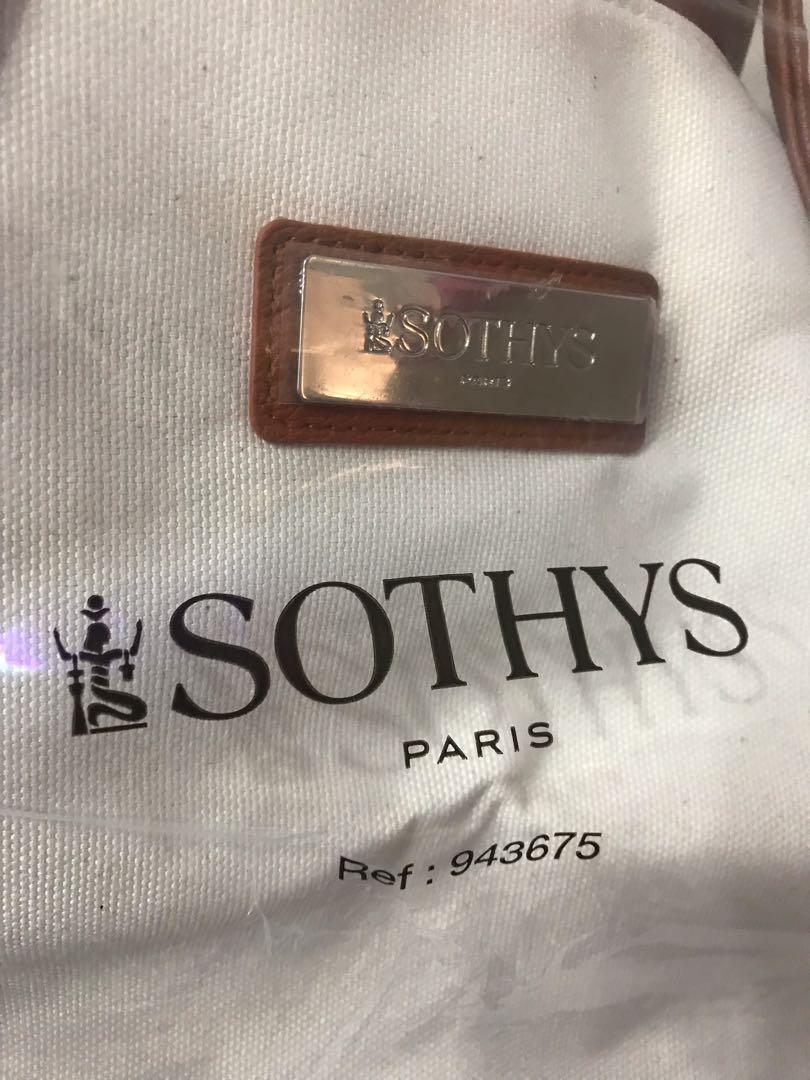 SOTHYS
SOTHYS
PARIS
Ref : 943675